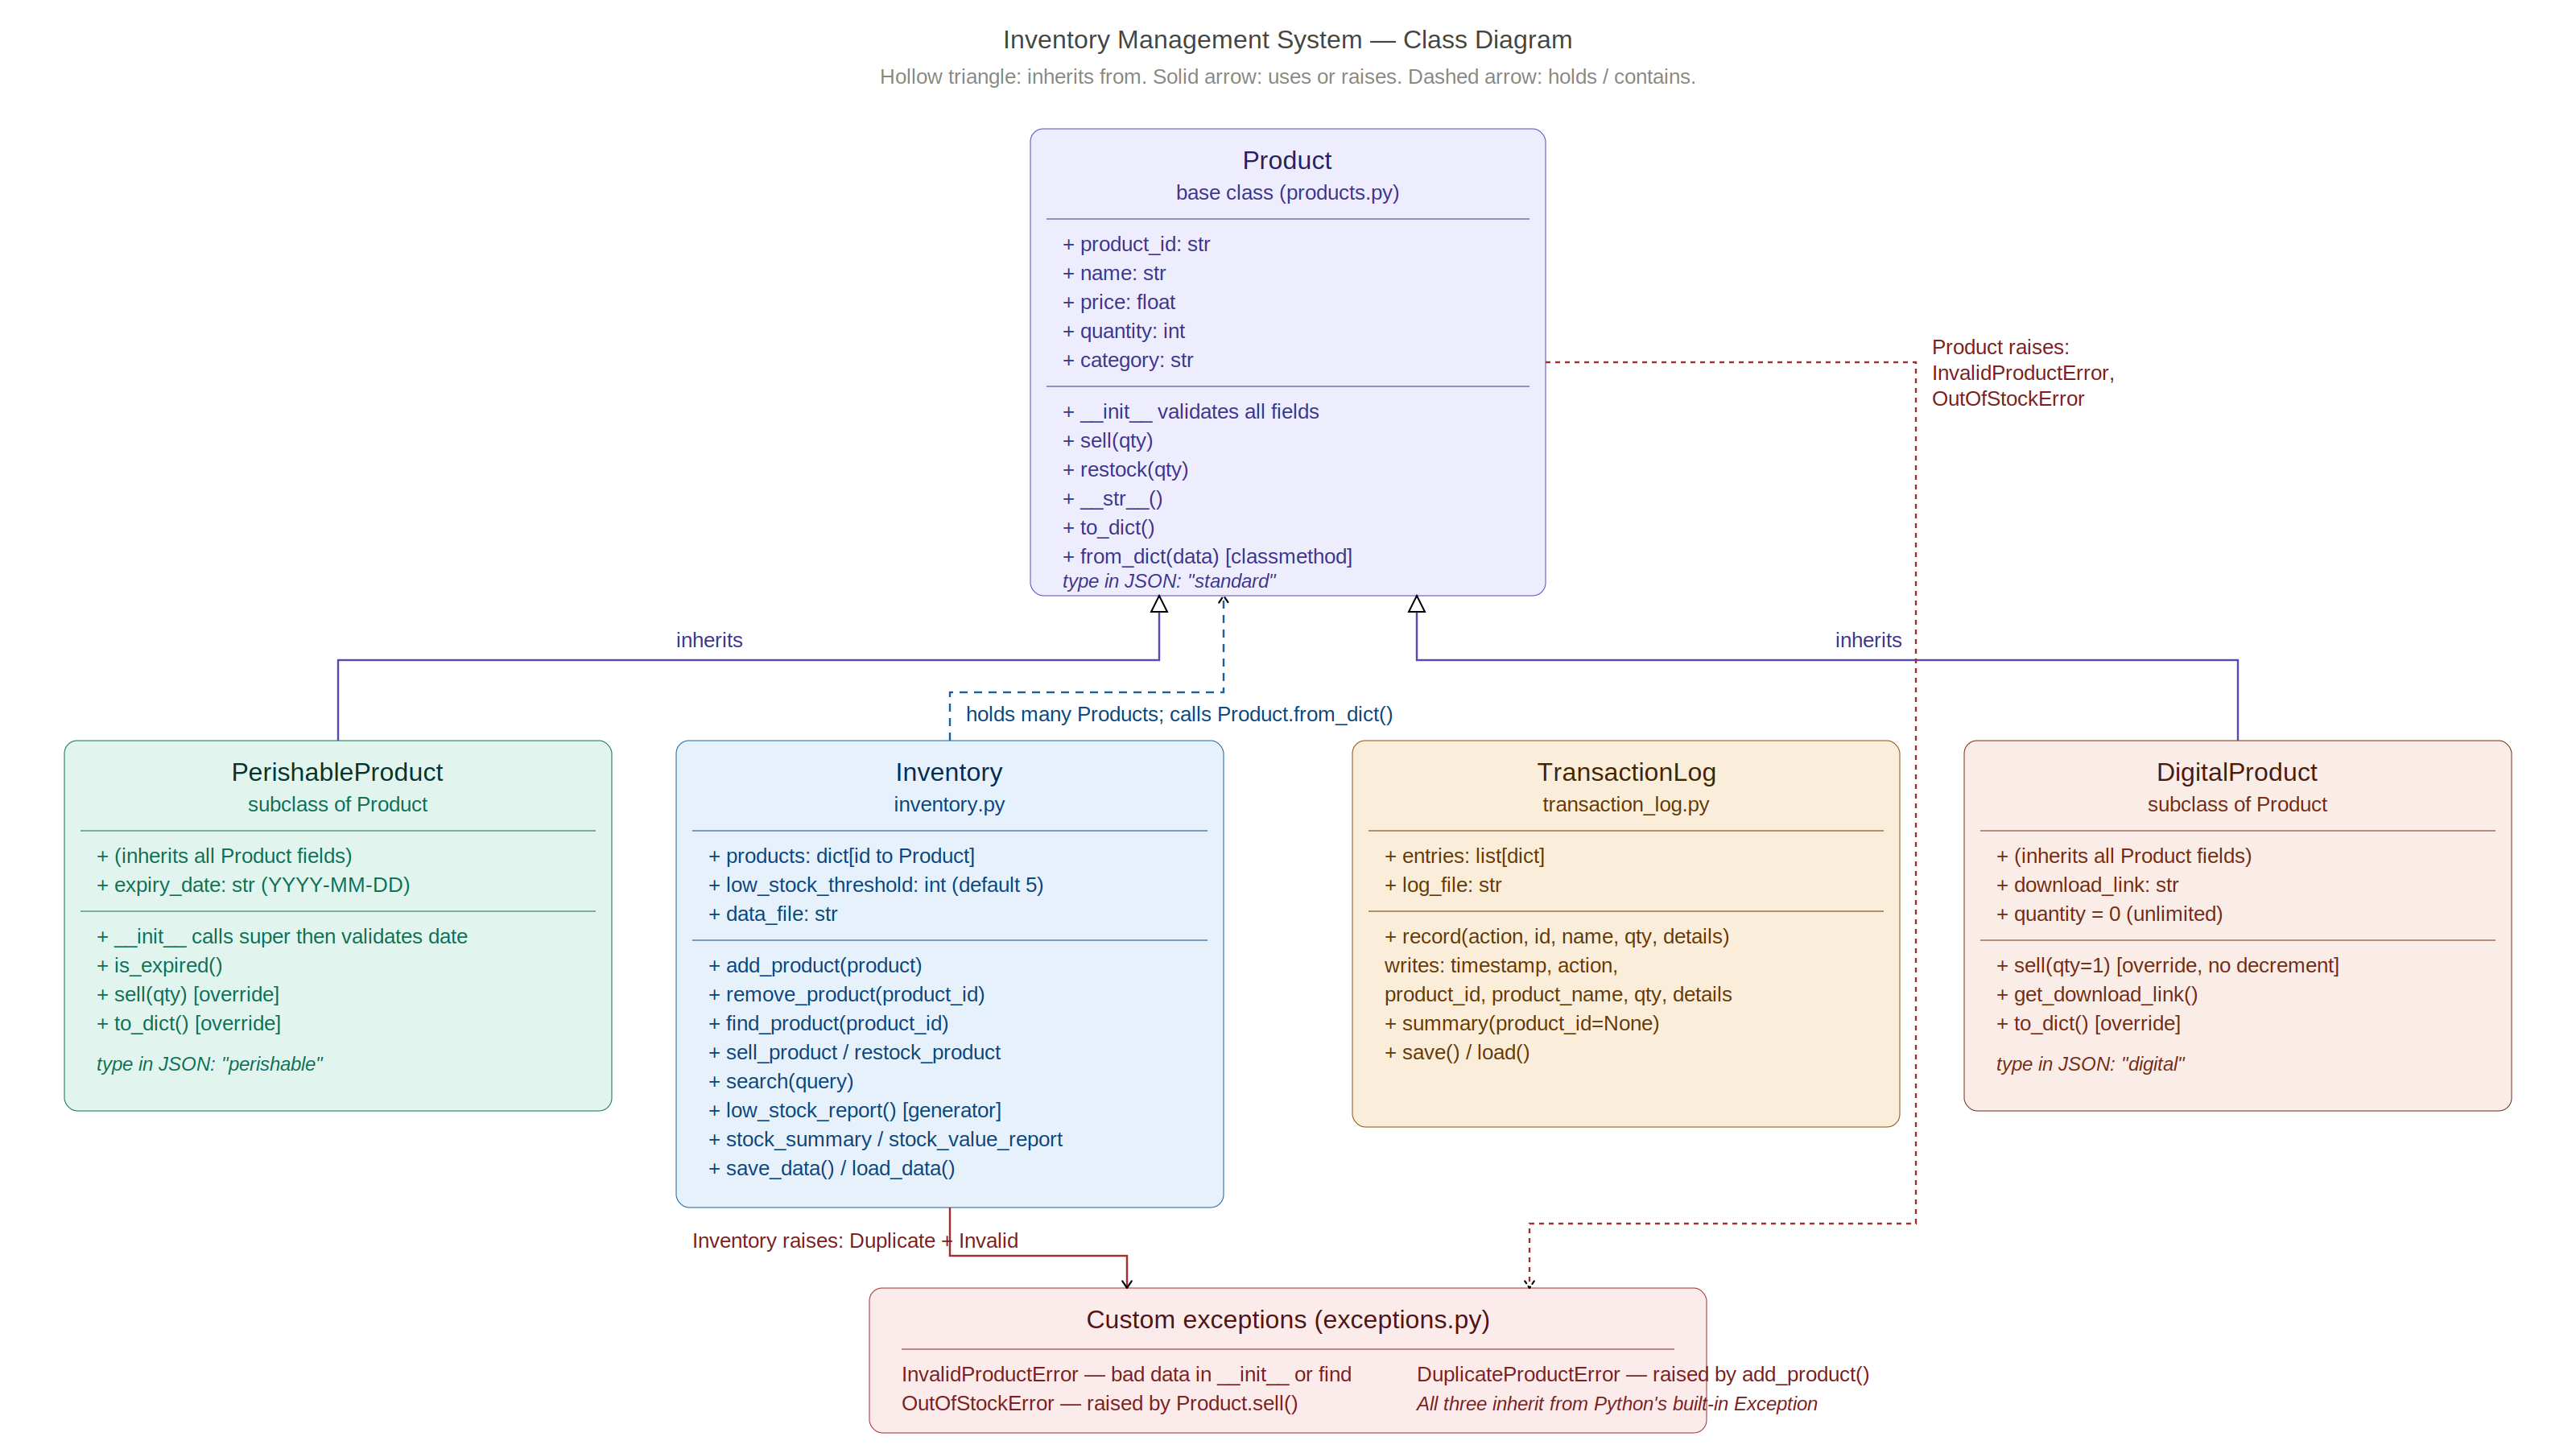 Inventory Management System — Class Diagram
Hollow triangle: inherits from. Solid arrow: uses or raises. Dashed arrow: holds / contains.
Product
base class (products.py)
+ product_id: str
+ name: str
+ price: float
+ quantity: int
+ category: str
+ __init__ validates all fields
+ sell(qty)
+ restock(qty)
+ __str__()
+ to_dict()
+ from_dict(data) [classmethod]
type in JSON: "standard"
Product raises:
InvalidProductError,
OutOfStockError
inherits
inherits
holds many Products; calls Product.from_dict()
PerishableProduct
subclass of Product
+ (inherits all Product fields)
+ expiry_date: str (YYYY-MM-DD)
+ __init__ calls super then validates date
+ is_expired()
+ sell(qty) [override]
+ to_dict() [override]
type in JSON: "perishable"
Inventory
inventory.py
+ products: dict[id to Product]
+ low_stock_threshold: int (default 5)
+ data_file: str
+ add_product(product)
+ remove_product(product_id)
+ find_product(product_id)
+ sell_product / restock_product
+ search(query)
+ low_stock_report() [generator]
+ stock_summary / stock_value_report
+ save_data() / load_data()
TransactionLog
transaction_log.py
+ entries: list[dict]
+ log_file: str
+ record(action, id, name, qty, details)
writes: timestamp, action,
product_id, product_name, qty, details
+ summary(product_id=None)
+ save() / load()
DigitalProduct
subclass of Product
+ (inherits all Product fields)
+ download_link: str
+ quantity = 0 (unlimited)
+ sell(qty=1) [override, no decrement]
+ get_download_link()
+ to_dict() [override]
type in JSON: "digital"
Inventory raises: Duplicate + Invalid
Custom exceptions (exceptions.py)
InvalidProductError — bad data in __init__ or find
OutOfStockError — raised by Product.sell()
DuplicateProductError — raised by add_product()
All three inherit from Python's built-in Exception